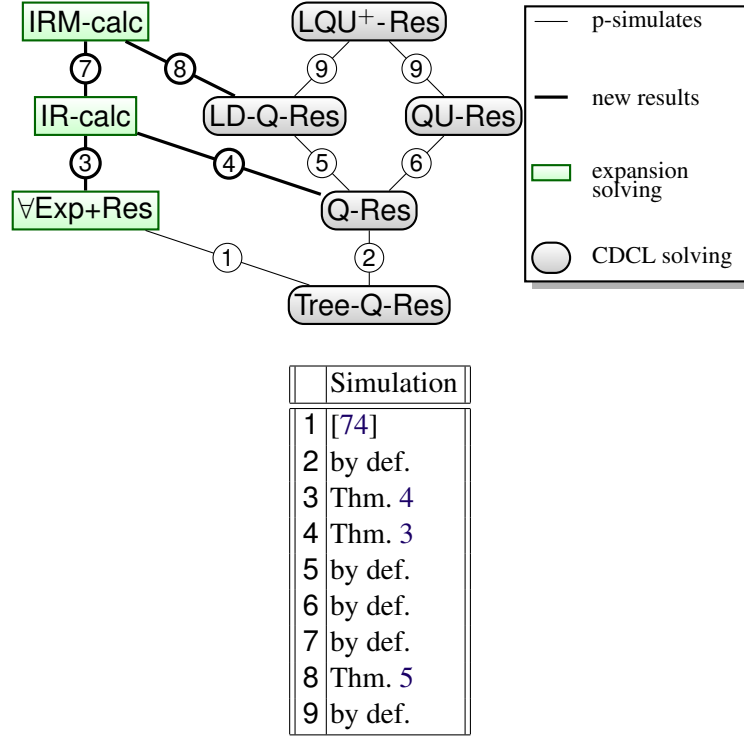 IRM-calc
LQU⁺-Res
p-simulates
7
8
9
9
new results
IR-calc
LD-Q-Res
QU-Res
3
4
5
6
expansion
solving
∀Exp+Res
Q-Res
1
2
CDCL solving
Tree-Q-Res
Simulation
1 [74]
2 by def.
3 Thm. 4
4 Thm. 3
5 by def.
6 by def.
7 by def.
8 Thm. 5
9 by def.